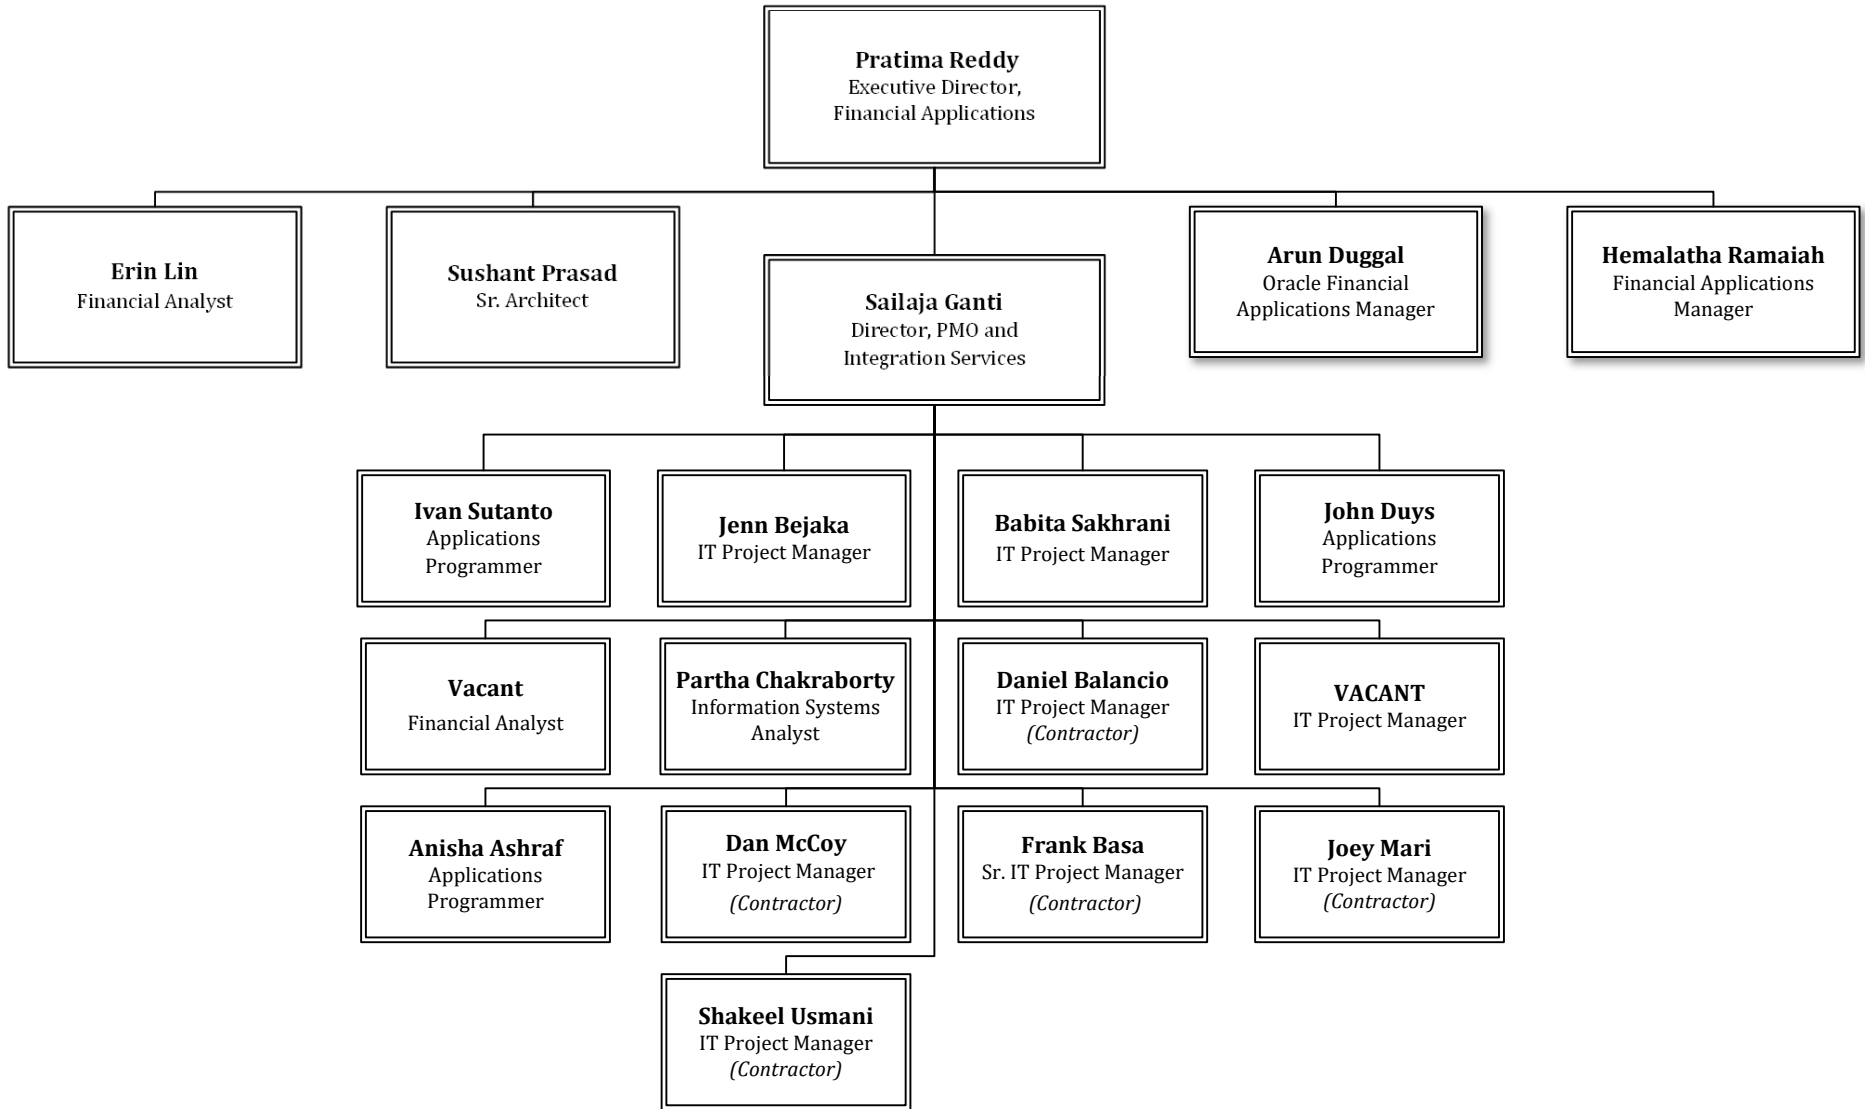 Pratima Reddy
Executive Director,
Financial Applications
Erin Lin
Financial Analyst
Sushant Prasad
Sr. Architect
Sailaja Ganti
Director, PMO and
Integration Services
Arun Duggal
Oracle Financial
Applications Manager
Hemalatha Ramaiah
Financial Applications
Manager
Ivan Sutanto
Applications
Programmer
Jenn Bejaka
IT Project Manager
Babita Sakhrani
IT Project Manager
John Duys
Applications
Programmer
Vacant
Financial Analyst
Partha Chakraborty
Information Systems
Analyst
Daniel Balancio
IT Project Manager
(Contractor)
VACANT
IT Project Manager
Anisha Ashraf
Applications
Programmer
Dan McCoy
IT Project Manager
(Contractor)
Frank Basa
Sr. IT Project Manager
(Contractor)
Joey Mari
IT Project Manager
(Contractor)
Shakeel Usmani
IT Project Manager
(Contractor)